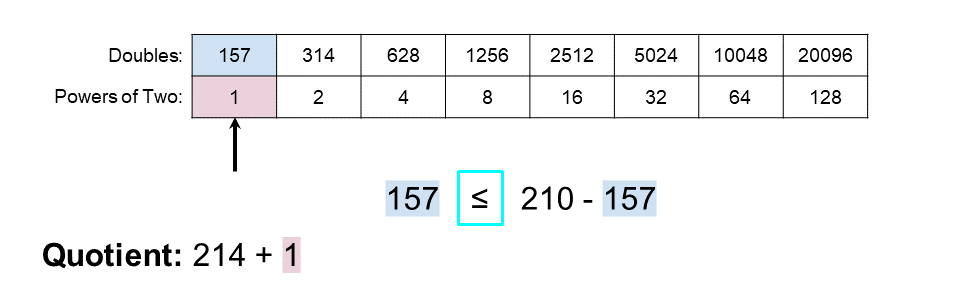 Doubles: 157 314 628 1256 2512 5024 10048 20096
Powers of Two: 1 2 4 8 16 32 64 128
157 ≤ 210 - 157
Quotient: 214 + 1